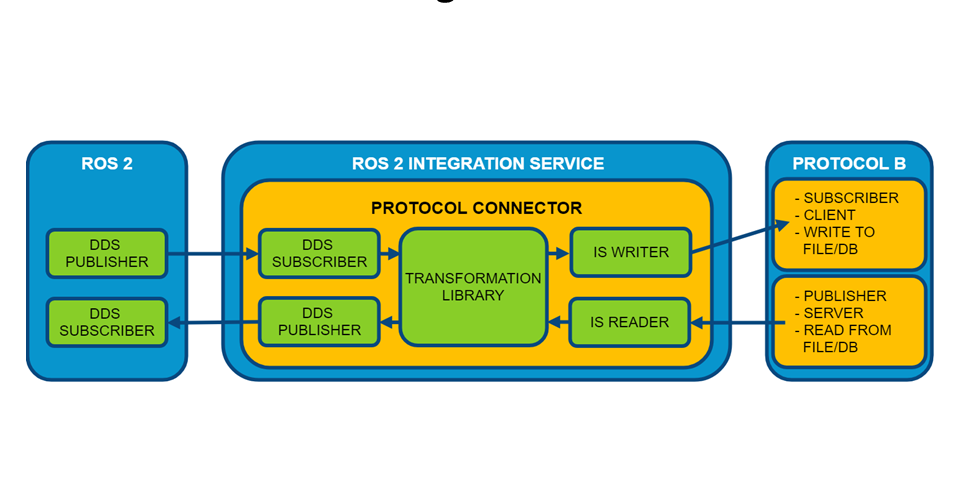 ROS 2
ROS 2 INTEGRATION SERVICE
PROTOCOL B
PROTOCOL CONNECTOR
DDS
PUBLISHER
DDS
SUBSCRIBER
DDS
SUBSCRIBER
DDS
PUBLISHER
TRANSFORMATION
LIBRARY
IS WRITER
IS READER
- SUBSCRIBER
- CLIENT
- WRITE TO
FILE/DB
- PUBLISHER
- SERVER
- READ FROM
FILE/DB